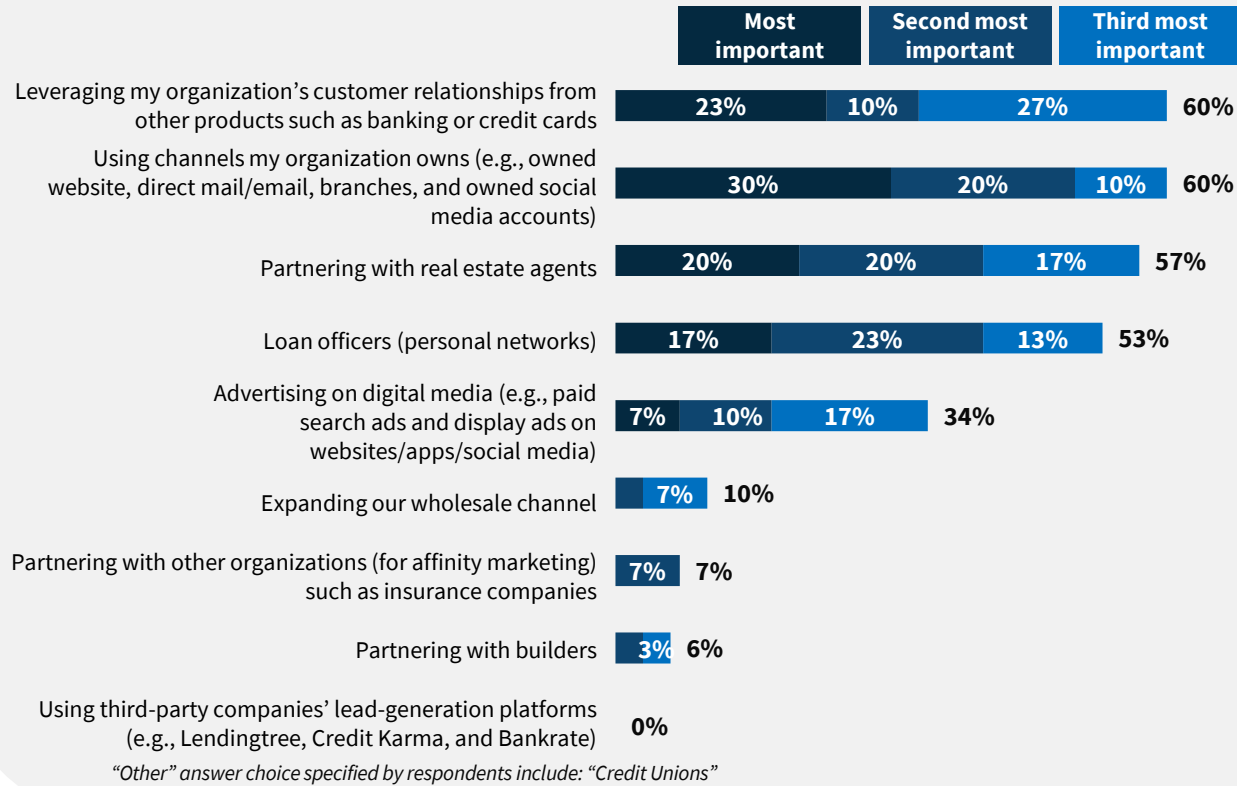 Most
important
Second most
important
Third most
important
Leveraging my organization’s customer relationships from
other products such as banking or credit cards
23% 10% 27% 60%
Using channels my organization owns (e.g., owned
website, direct mail/email, branches, and owned social
media accounts)
30% 20% 10% 60%
Partnering with real estate agents
20% 20% 17% 57%
Loan officers (personal networks)
17% 23% 13% 53%
Advertising on digital media (e.g., paid
search ads and display ads on
websites/apps/social media)
7% 10% 17% 34%
Expanding our wholesale channel
7% 10%
Partnering with other organizations (for affinity marketing)
such as insurance companies
7% 7%
Partnering with builders
3% 6%
Using third-party companies’ lead-generation platforms
(e.g., Lendingtree, Credit Karma, and Bankrate)
0%
“Other” answer choice specified by respondents include: “Credit Unions”